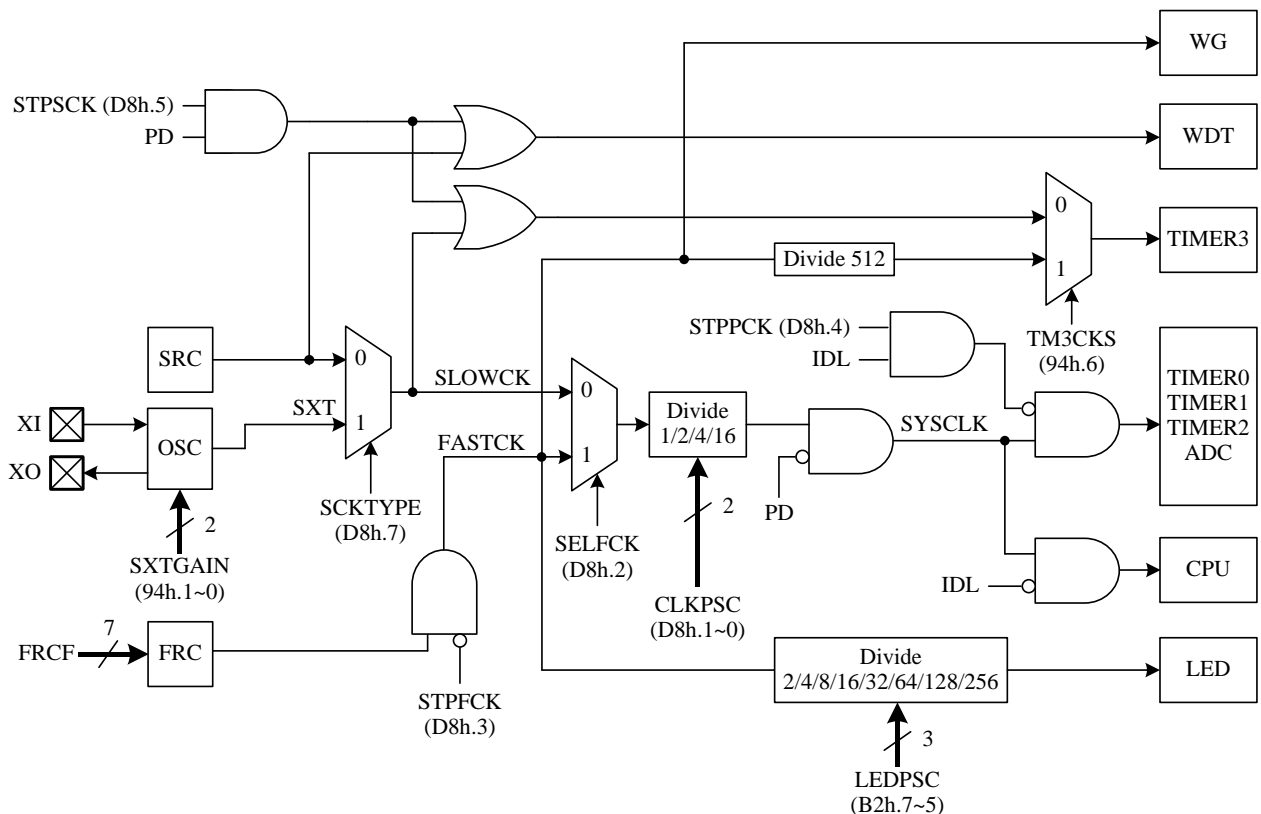 WG
STPSCK (D8h.5)
PD
WDT
0
1
TIMER3
Divide 512
TM3CKS
(94h.6)
STPPCK (D8h.4)
IDL
SRC
0
1
SXT
SLOWCK
XI
XO
OSC
FASTCK
0
1
Divide
1/2/4/16
SYSCLK
TIMER0
TIMER1
TIMER2
ADC
2
SXTGAIN
(94h.1~0)
SCKTYPE
(D8h.7)
SELFCK
(D8h.2)
2
CLKPSC
(D8h.1~0)
PD
IDL
CPU
FRCF
7
FRC
STPFCK
(D8h.3)
Divide
2/4/8/16/32/64/128/256
LED
3
LEDPSC
(B2h.7~5)